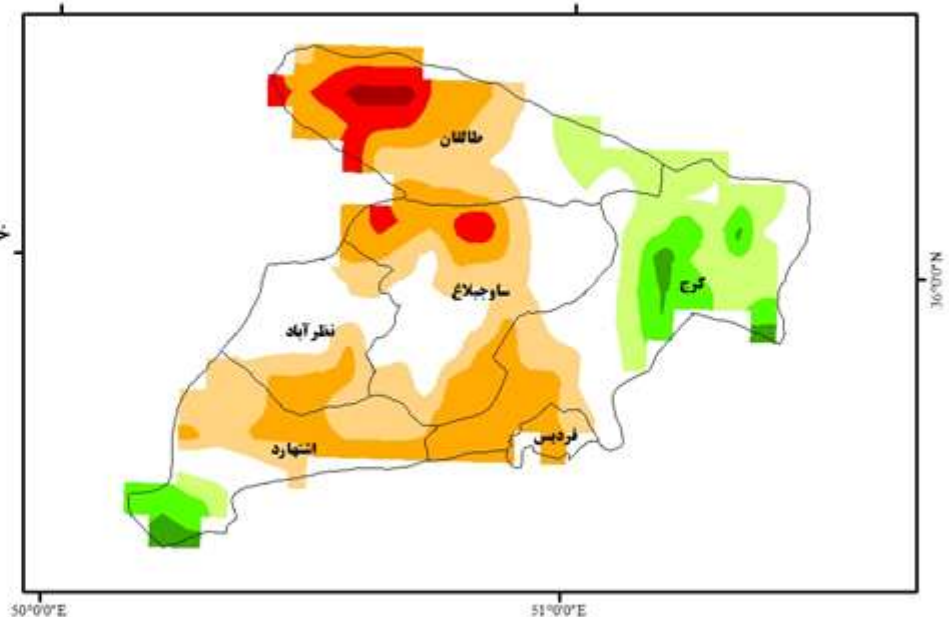 طالقان
کرج
ساوجبلاغ
نظرآباد
فردیس
اشتهارد
36°0'0"N
50°0'0"E
51°0'0"E